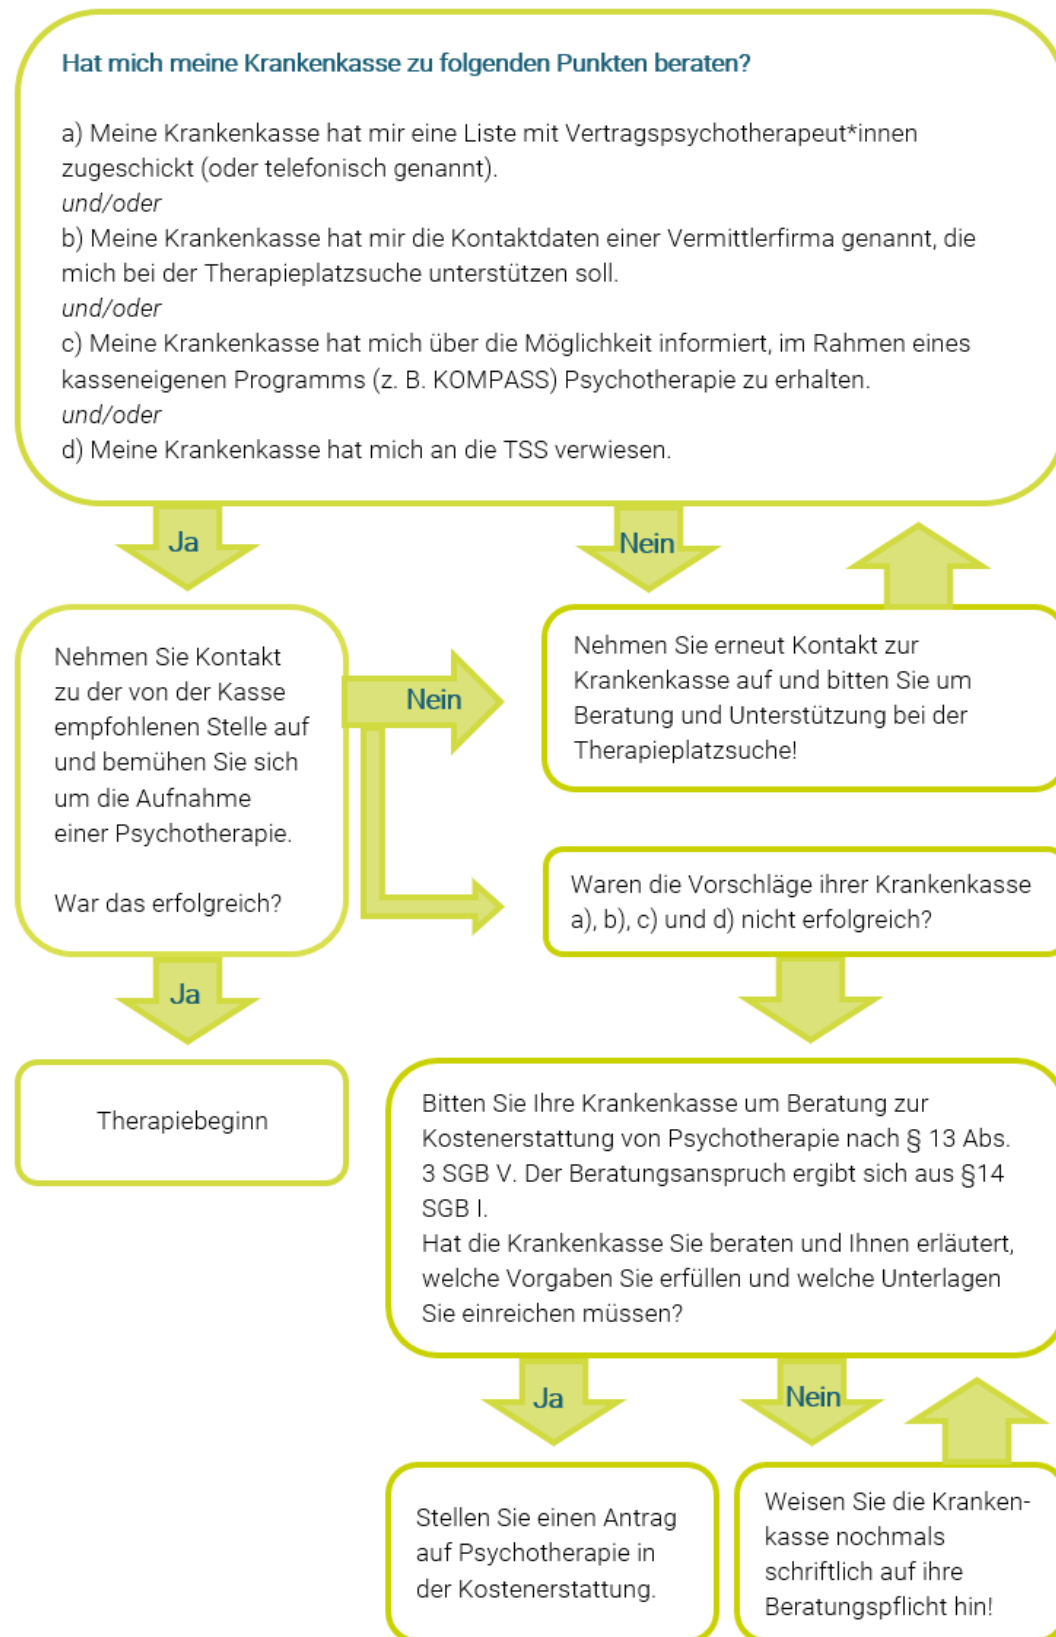 Hat mich meine Krankenkasse zu folgenden Punkten beraten?
a) Meine Krankenkasse hat mir eine Liste mit Vertragspsychotherapeut*innen
zugeschickt (oder telefonisch genannt).
und/oder
b) Meine Krankenkasse hat mir die Kontaktdaten einer Vermittlerfirma genannt, die
mich bei der Therapieplatzsuche unterstützen soll.
und/oder
c) Meine Krankenkasse hat mich über die Möglichkeit informiert, im Rahmen eines
kasseneigenen Programms (z. B. KOMPASS) Psychotherapie zu erhalten.
und/oder
d) Meine Krankenkasse hat mich an die TSS verwiesen.
Ja
Nein
Nehmen Sie Kontakt
zu der von der Kasse
empfohlenen Stelle auf
und bemühen Sie sich
um die Aufnahme
einer Psychotherapie.
War das erfolgreich?
Nein
Nehmen Sie erneut Kontakt zur
Krankenkasse auf und bitten Sie um
Beratung und Unterstützung bei der
Therapieplatzsuche!
Waren die Vorschläge ihrer Krankenkasse
a), b), c) und d) nicht erfolgreich?
Ja
Therapiebeginn
Bitten Sie Ihre Krankenkasse um Beratung zur
Kostenerstattung von Psychotherapie nach § 13 Abs.
3 SGB V. Der Beratungsanspruch ergibt sich aus §14
SGB I.
Hat die Krankenkasse Sie beraten und Ihnen erläutert,
welche Vorgaben Sie erfüllen und welche Unterlagen
Sie einreichen müssen?
Ja
Nein
Stellen Sie einen Antrag
auf Psychotherapie in
der Kostenerstattung.
Weisen Sie die Kranken-
kasse nochmals
schriftlich auf ihre
Beratungspflicht hin!